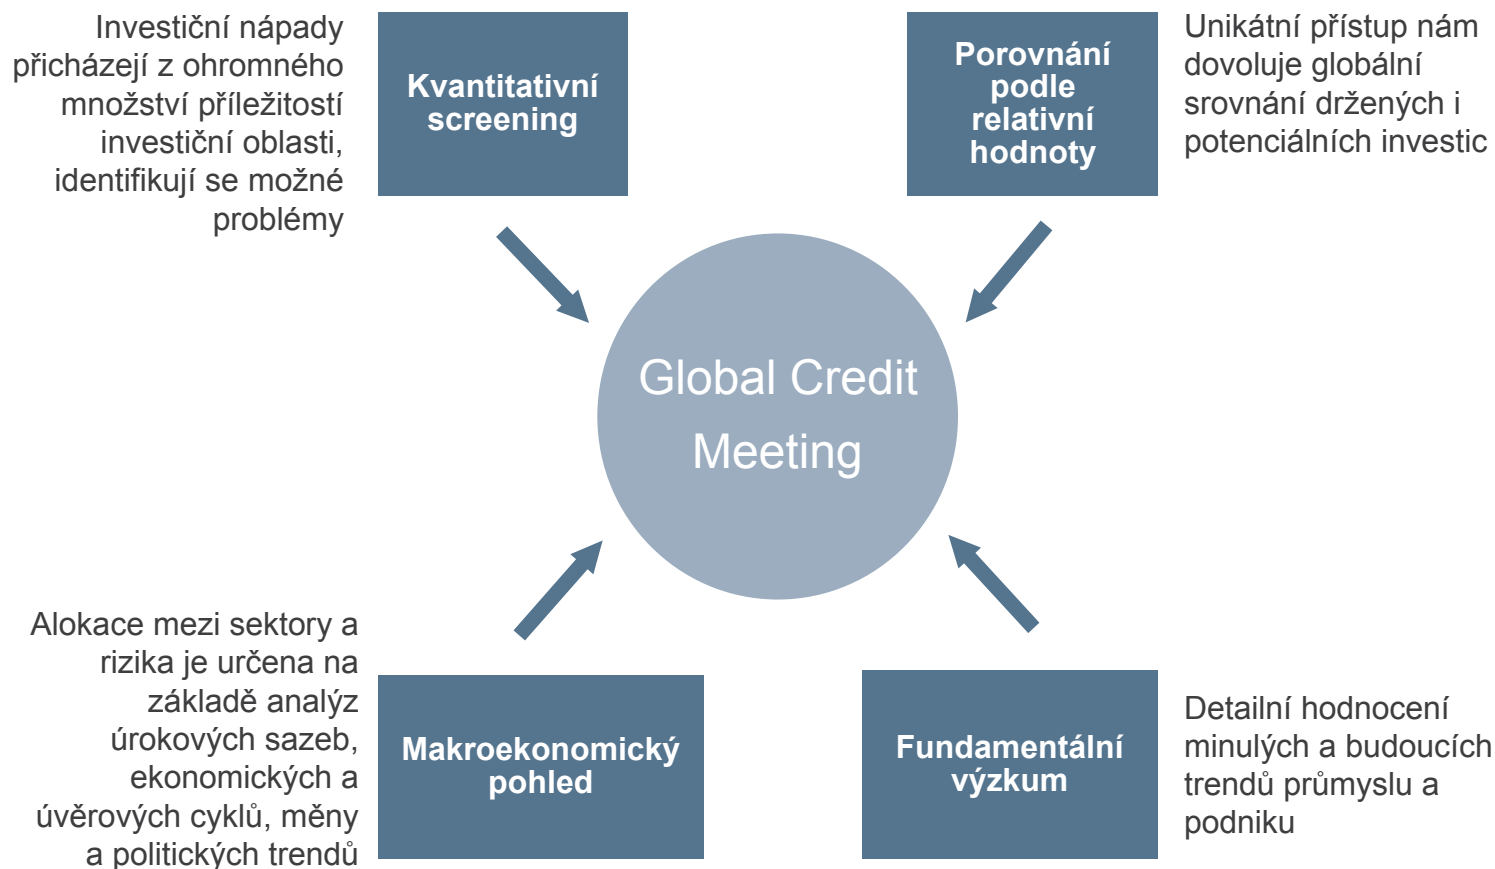 Investiční nápady
přicházejí z ohromného
množství příležitostí
investiční oblasti,
identifikují se možné
problémy
Kvantitativní
screening
Porovnání
podle
relativní
hodnoty
Unikátní přístup nám
dovoluje globální
srovnání držených i
potenciálních investic
Global Credit
Meeting
Alokace mezi sektory a
rizika je určena na
základě analýz
úrokových sazeb,
ekonomických a
úvěrových cyklů, měny
a politických trendů
Makroekonomický
pohled
Fundamentální
výzkum
Detailní hodnocení
minulých a budoucích
trendů průmyslu a
podniku